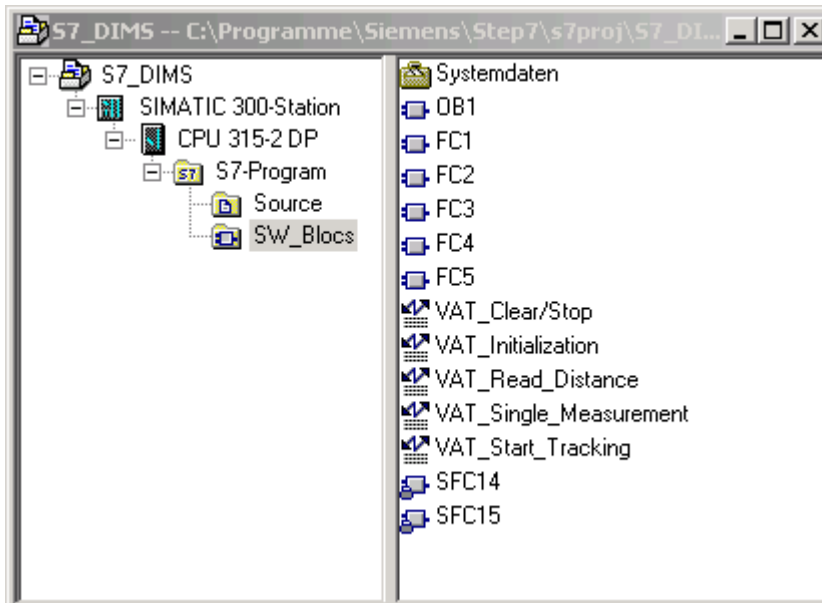 S7_DIMS -- C:\Programme\Siemens\Step7\s7proj\S7_DI...
S7_DIMS
SIMATIC 300-Station
CPU 315-2 DP
S7-Program
Source
SW_Blocs
Systemdaten
OB1
FC1
FC2
FC3
FC4
FC5
VAT_Clear/Stop
VAT_Initialization
VAT_Read_Distance
VAT_Single_Measurement
VAT_Start_Tracking
SFC14
SFC15